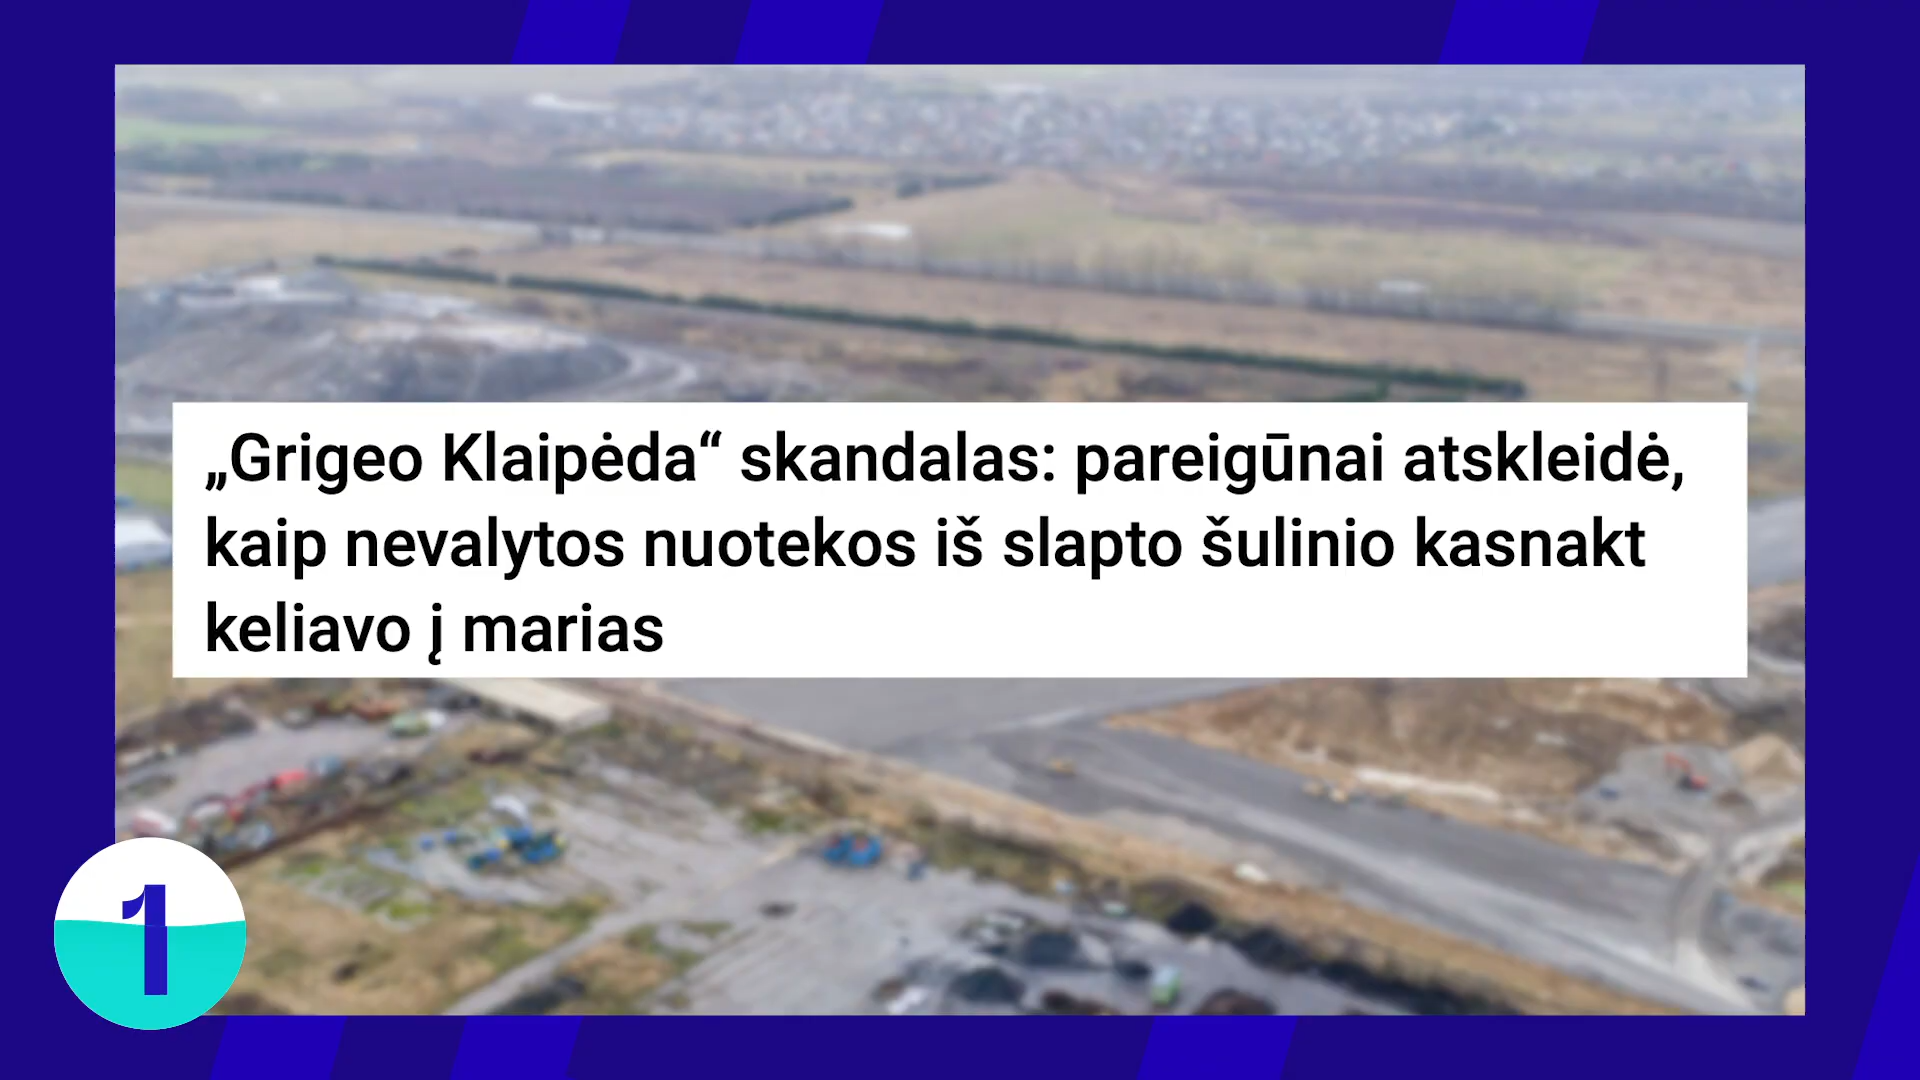 „Grigeo Klaipėda“ skandalas: pareigūnai atskleidė,
kaip nevalytos nuotekos iš slapto šulinio kasnakt
keliavo į marias
1